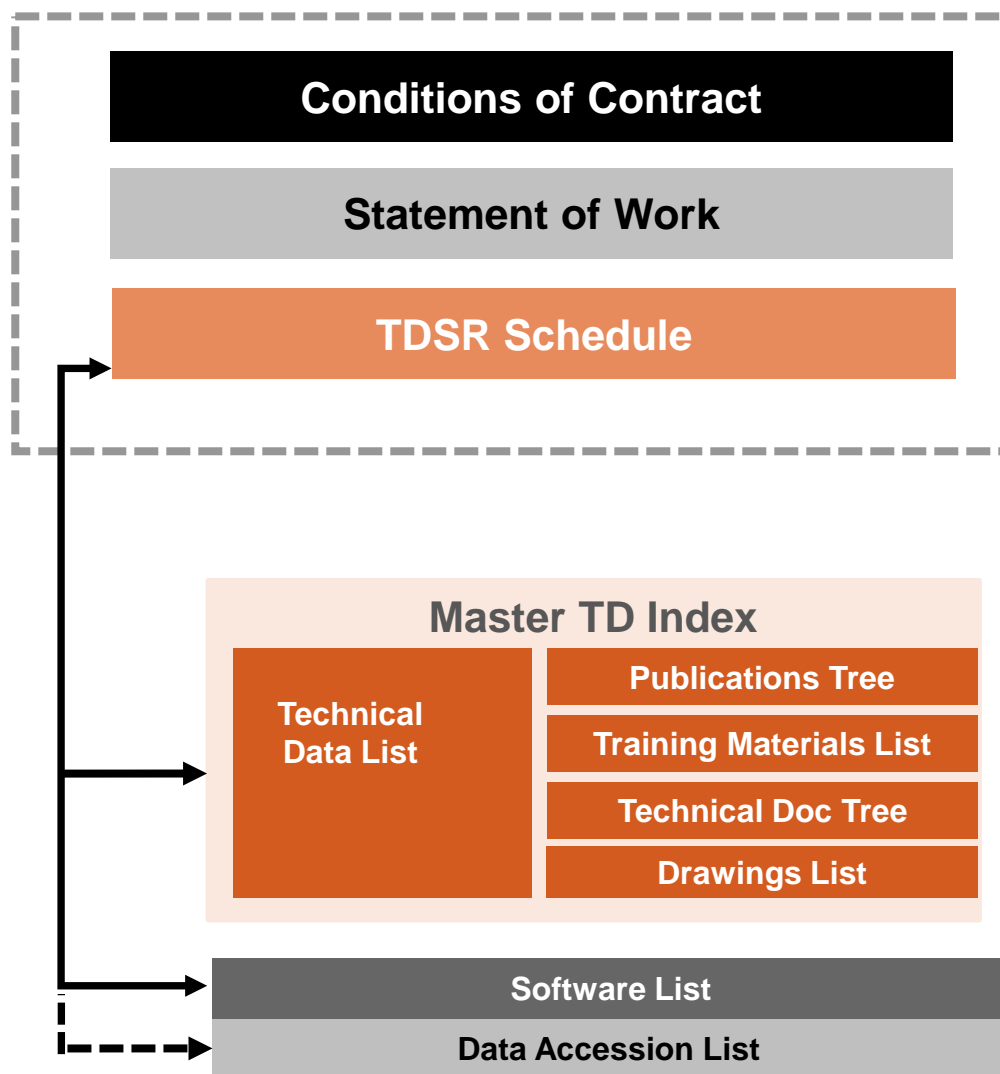 Conditions of Contract
Statement of Work
TDSR Schedule
Master TD Index
Technical
Data List
Publications Tree
Training Materials List
Technical Doc Tree
Drawings List
Software List
Data Accession List